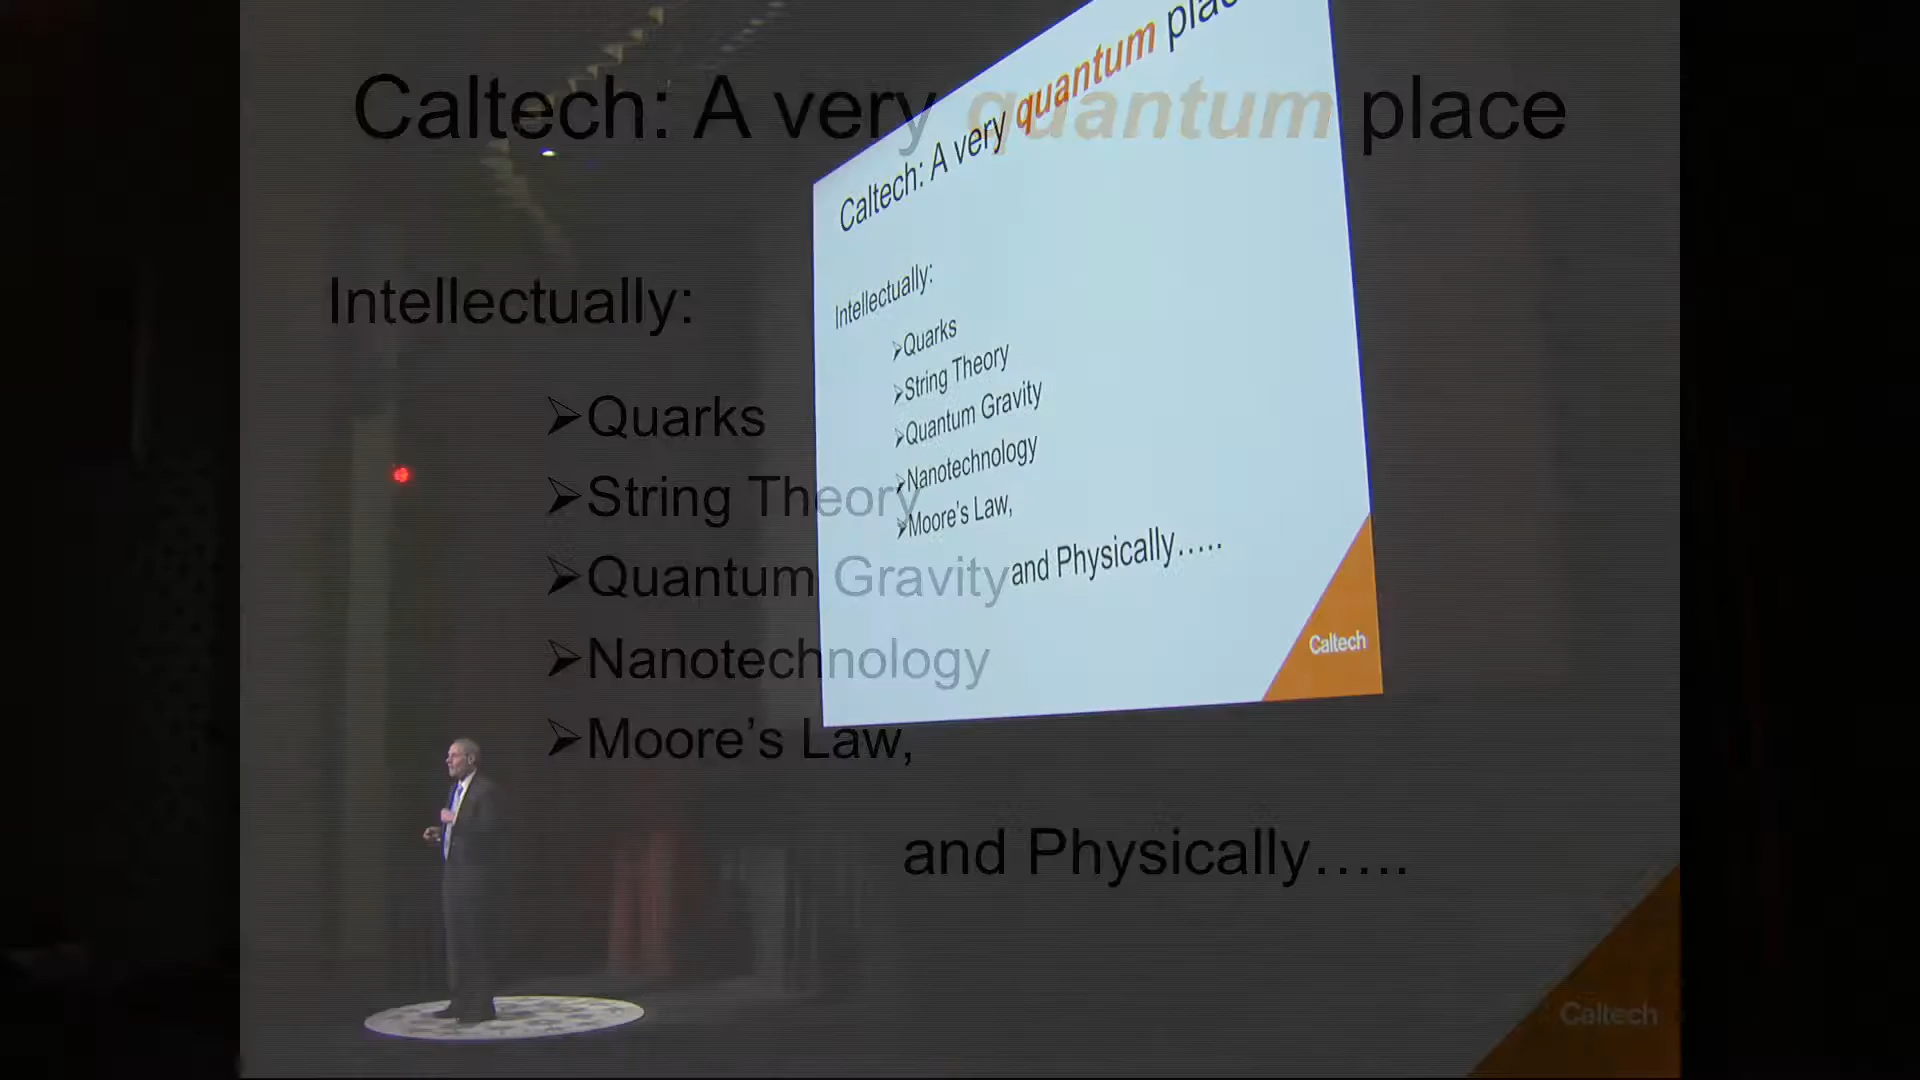 Caltech: A very quantum place
Intellectually:
➢Quarks
➢String Theory
➢Quantum Gravity
➢Nanotechnology
➢Moore’s Law,
and Physically…..
Caltech
Caltech: A very quantum place
Intellectually:
➢Quarks
➢String Theory
➢Quantum Gravity
➢Nanotechnology
➢Moore’s Law,
and Physically…..
Caltech